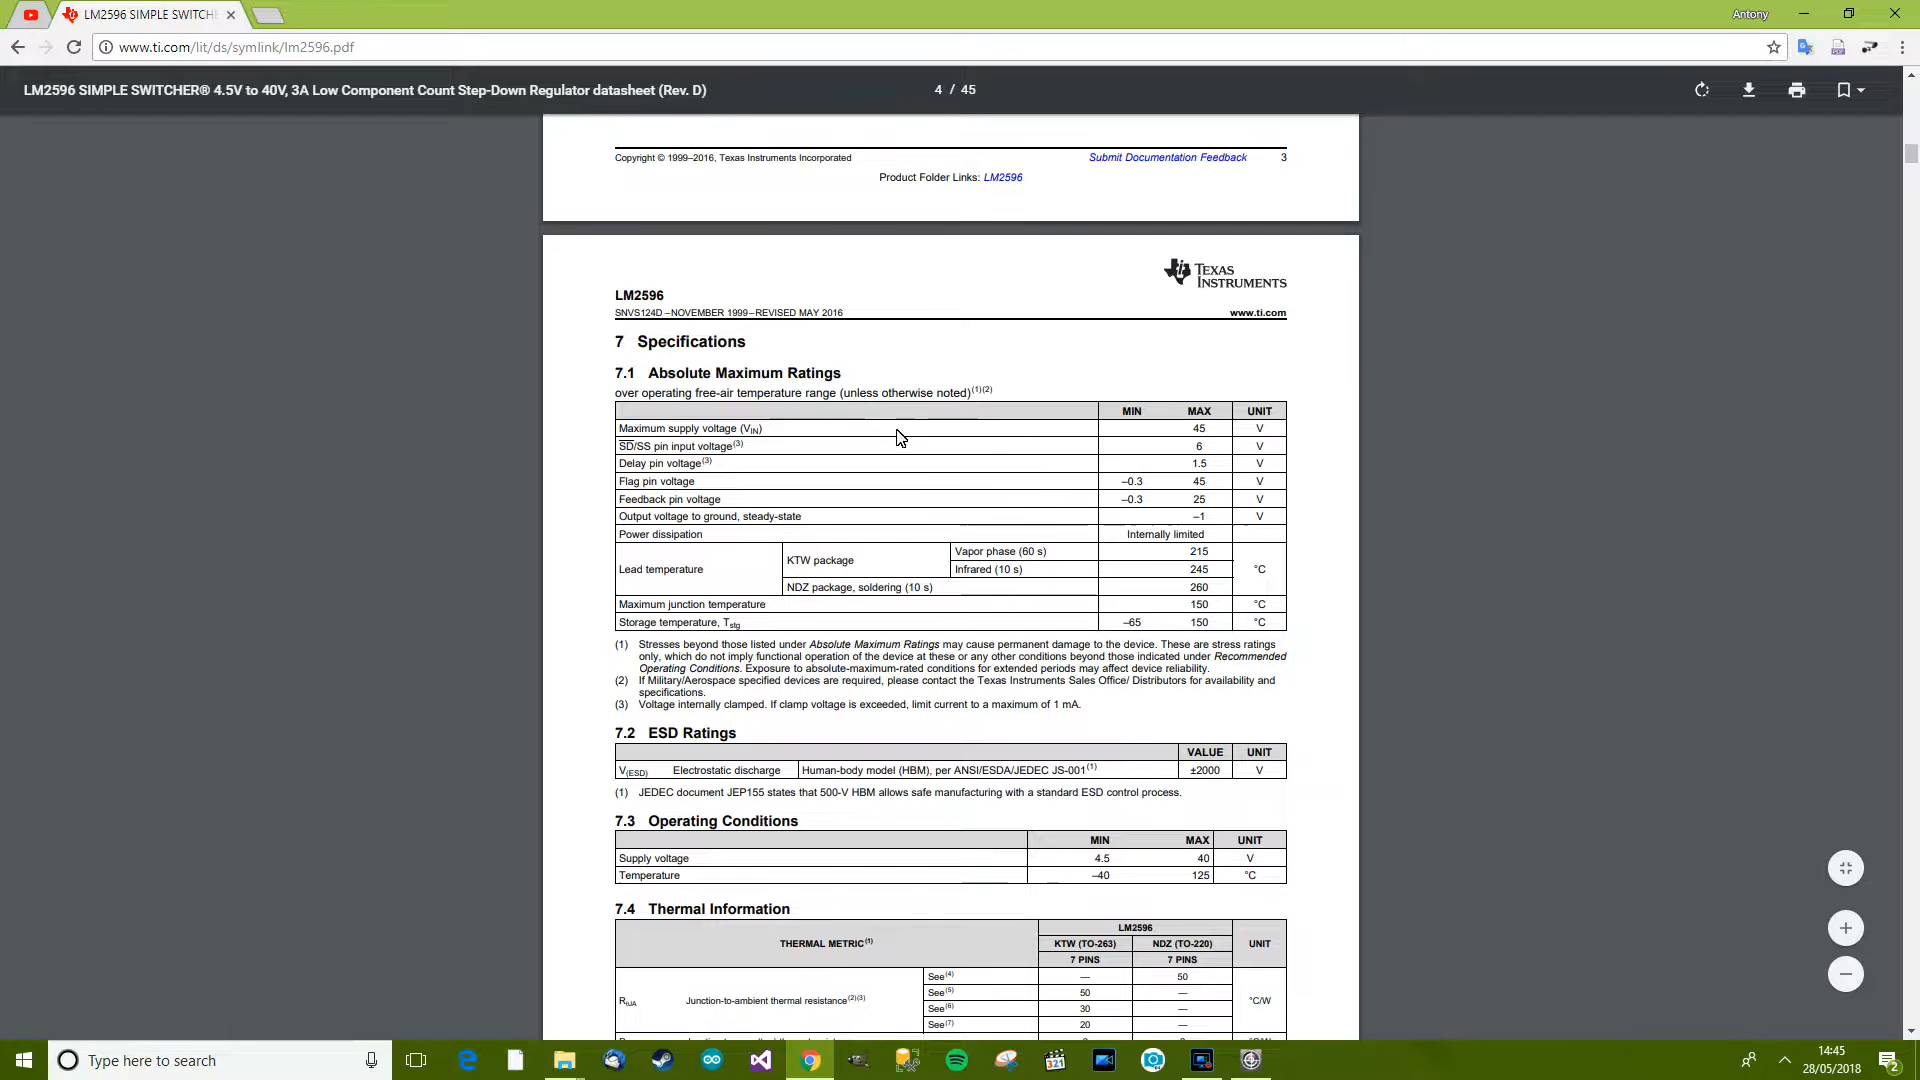 LM2596 SIMPLE SWITCH
Antony
www.ti.com/lit/ds/symlink/lm2596.pdf
LM2596 SIMPLE SWITCHER® 4.5V to 40V, 3A Low Component Count Step-Down Regulator datasheet (Rev. D)
4 / 45
Copyright © 1999–2016, Texas Instruments Incorporated
Submit Documentation Feedback
3
Product Folder Links: LM2596
TEXAS
INSTRUMENTS
LM2596
SNVS124D –NOVEMBER 1999–REVISED MAY 2016
www.ti.com
7 Specifications
7.1 Absolute Maximum Ratings
over operating free-air temperature range (unless otherwise noted)(1)(2)
MIN MAX UNIT
Maximum supply voltage (VIN) 45 V
SD/SS pin input voltage(3) 6 V
Delay pin voltage(3) 1.5 V
Flag pin voltage –0.3 45 V
Feedback pin voltage –0.3 25 V
Output voltage to ground, steady-state –1 V
Power dissipation Internally limited
Lead temperature KTW package Vapor phase (60 s) 215 °C
Infrared (10 s) 245
NDZ package, soldering (10 s) 260
Maximum junction temperature 150 °C
Storage temperature, Tstg –65 150 °C
(1) Stresses beyond those listed under Absolute Maximum Ratings may cause permanent damage to the device. These are stress ratings
only, which do not imply functional operation of the device at these or any other conditions beyond those indicated under Recommended
Operating Conditions. Exposure to absolute-maximum-rated conditions for extended periods may affect device reliability.
(2) If Military/Aerospace specified devices are required, please contact the Texas Instruments Sales Office/ Distributors for availability and
specifications.
(3) Voltage internally clamped. If clamp voltage is exceeded, limit current to a maximum of 1 mA.
7.2 ESD Ratings
VALUE UNIT
V(ESD) Electrostatic discharge Human-body model (HBM), per ANSI/ESDA/JEDEC JS-001(1) ±2000 V
(1) JEDEC document JEP155 states that 500-V HBM allows safe manufacturing with a standard ESD control process.
7.3 Operating Conditions
MIN MAX UNIT
Supply voltage 4.5 40 V
Temperature –40 125 °C
7.4 Thermal Information
THERMAL METRIC(1) LM2596 UNIT
KTW (TO-263) NDZ (TO-220)
7 PINS 7 PINS
RθJA Junction-to-ambient thermal resistance(2)(3) See(4) — 50 °C/W
See(5) 50 —
See(6) 30 —
See(7) 20 —
Type here to search
321
14:45
28/05/2018
2